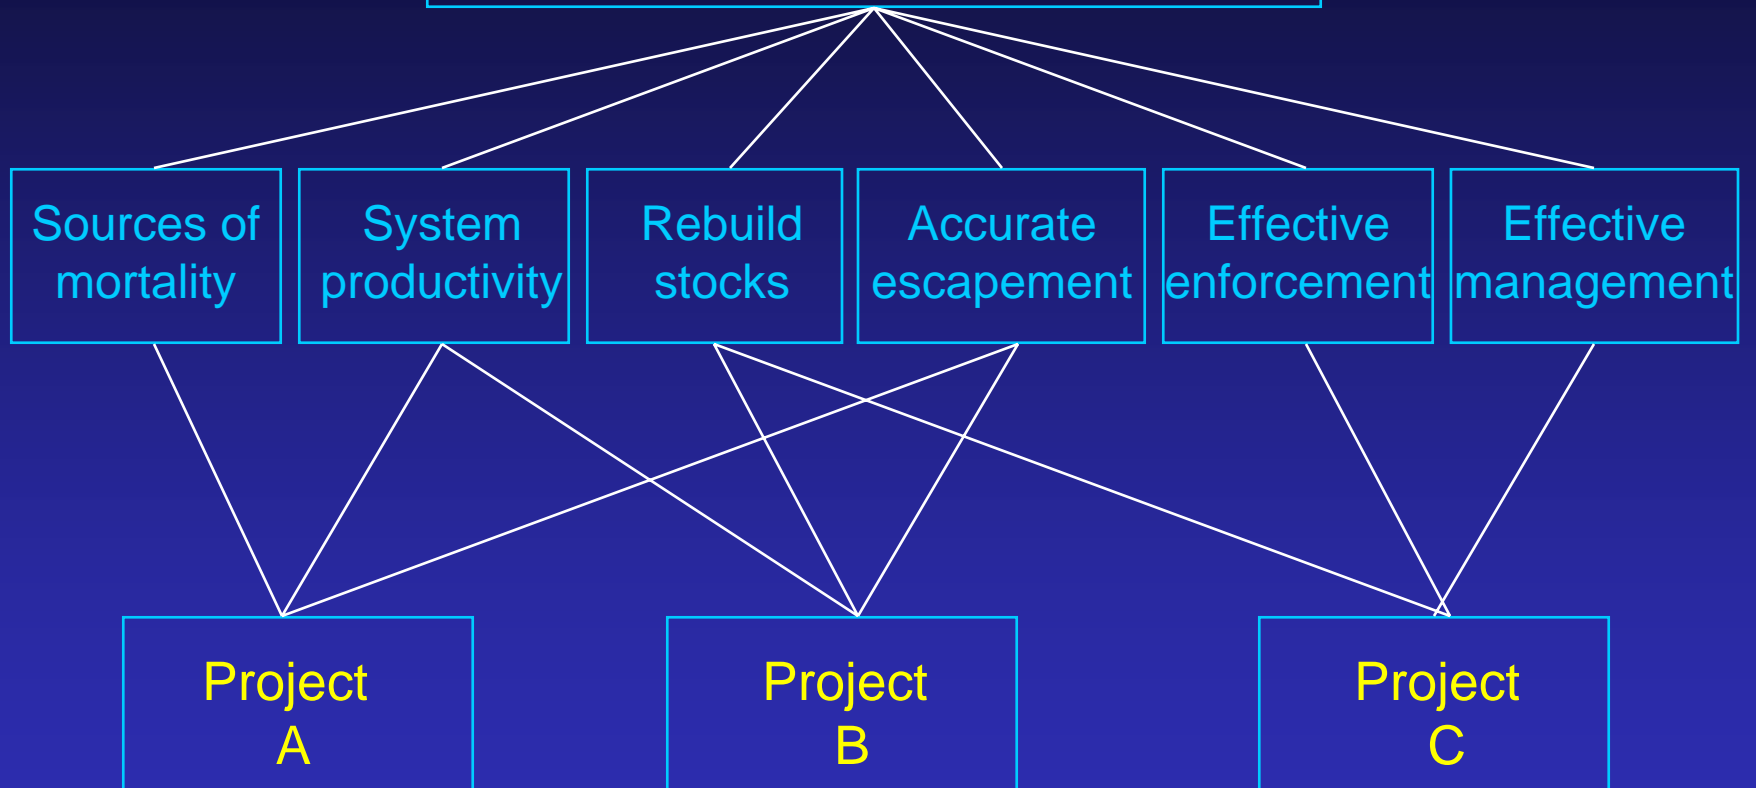 Sources of
mortality
System
productivity
Rebuild
stocks
Accurate
escapement
Effective
enforcement
Effective
management
Project
A
Project
B
Project
C